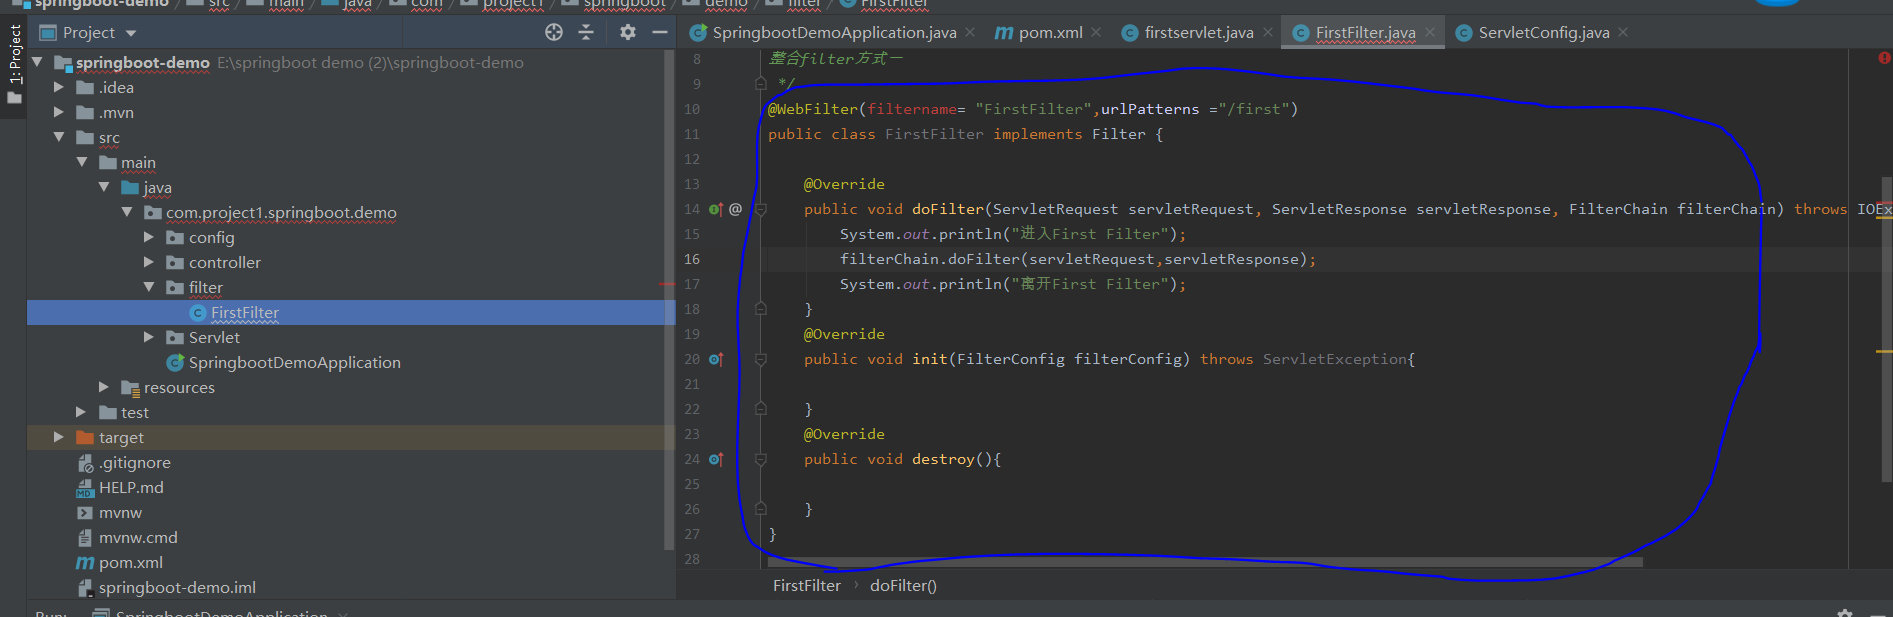 springboot-demo / src / main / java / com / project1 / springboot / demo / filter / FirstFilter
1: Project
Project
SpringbootDemoApplication.java × pom.xml × firstservlet.java × FirstFilter.java × ServletConfig.java ×
springboot-demo E:\springboot demo (2)\springboot-demo
.idea
.mvn
src
main
java
com.project1.springboot.demo
config
controller
filter
FirstFilter
Servlet
SpringbootDemoApplication
resources
test
target
.gitignore
HELP.md
mvnw
mvnw.cmd
pom.xml
springboot-demo.iml
8 整合filter方式一
9 */
10 @WebFilter(filtername= "FirstFilter",urlPatterns ="/first")
11 public class FirstFilter implements Filter {
12
13 @Override
14 @ public void doFilter(ServletRequest servletRequest, ServletResponse servletResponse, FilterChain filterChain) throws IOEx
15 System.out.println("进入First Filter");
16 filterChain.doFilter(servletRequest,servletResponse);
17 System.out.println("离开First Filter");
18 }
19 @Override
20 public void init(FilterConfig filterConfig) throws ServletException{
21
22 }
23 @Override
24 public void destroy(){
25
26 }
27 }
28
FirstFilter › doFilter()
Run: SpringbootDemoApplication ×